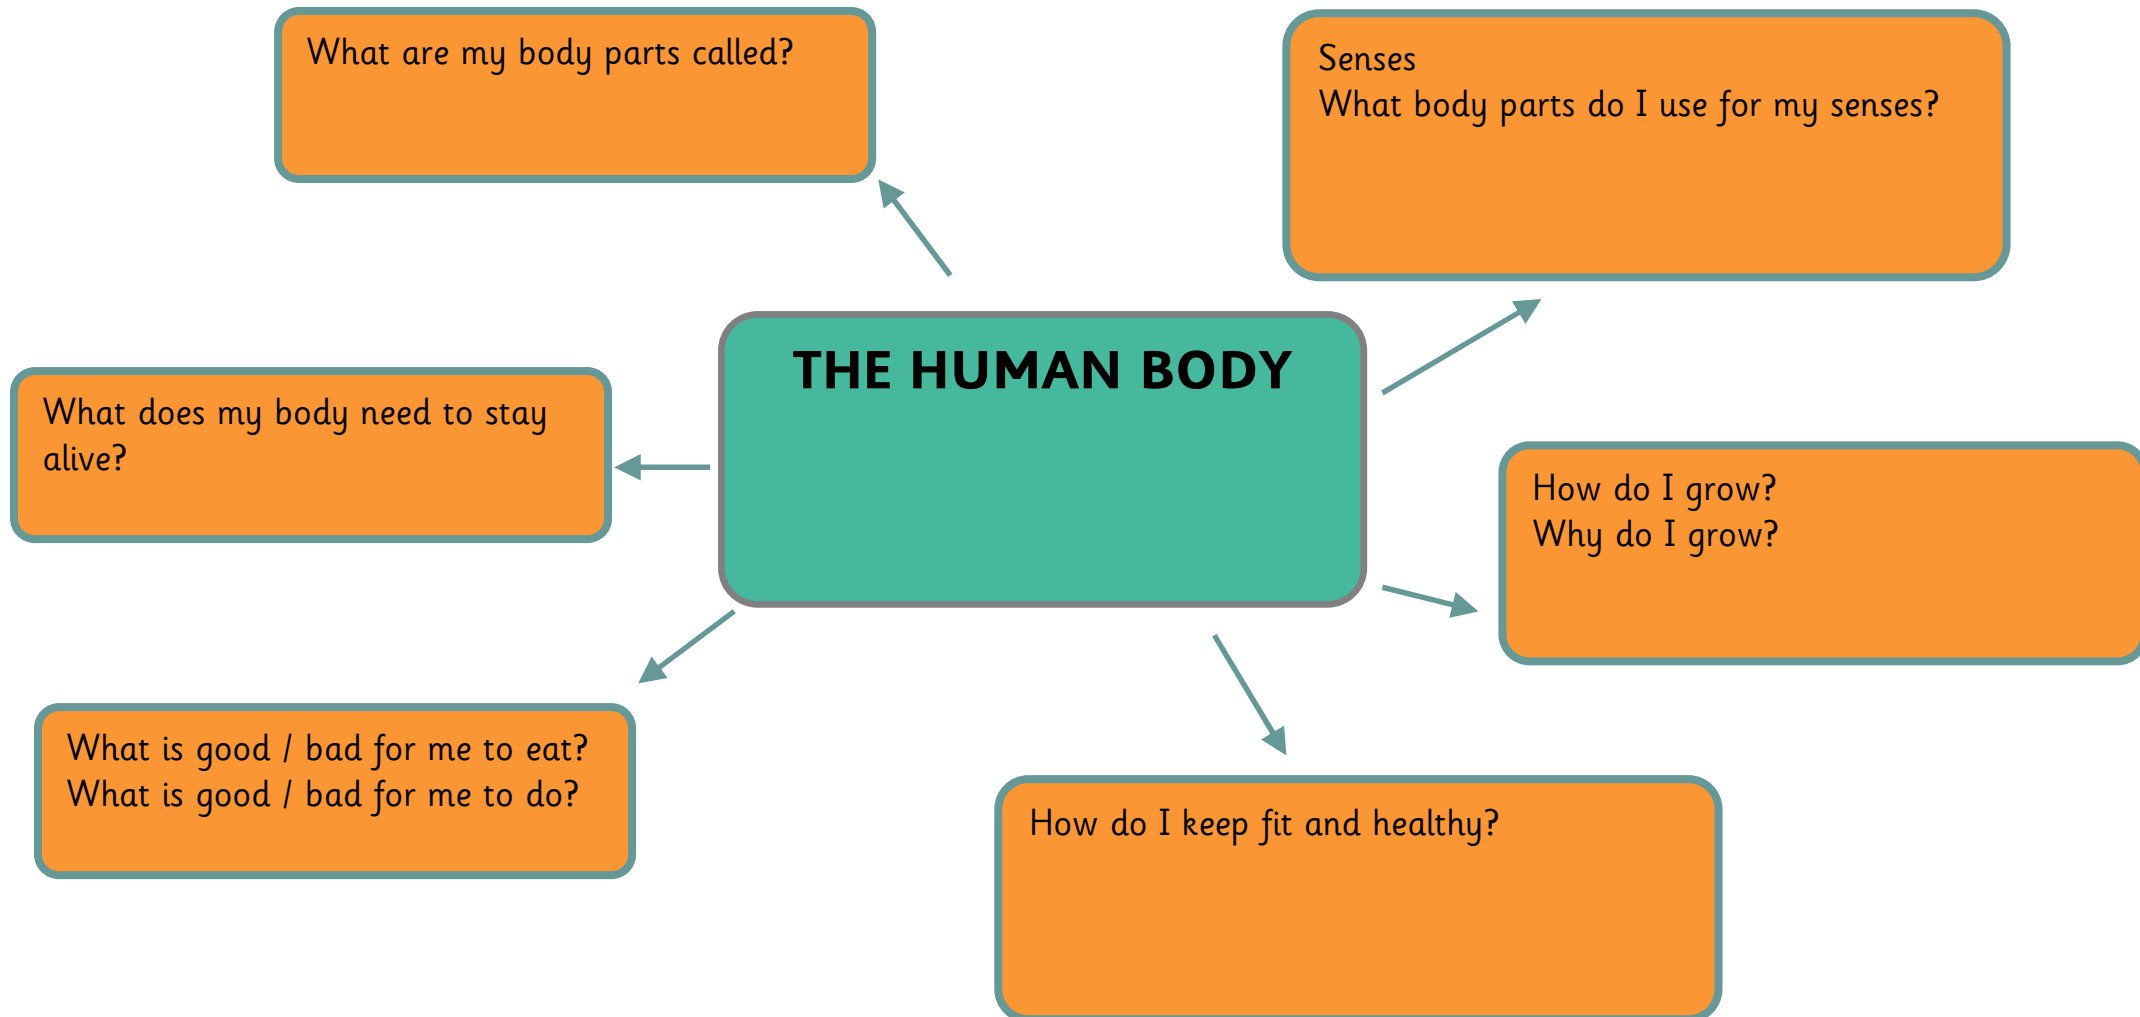 What are my body parts called?
Senses
What body parts do I use for my senses?
THE HUMAN BODY
What does my body need to stay
alive?
How do I grow?
Why do I grow?
What is good / bad for me to eat?
What is good / bad for me to do?
How do I keep fit and healthy?